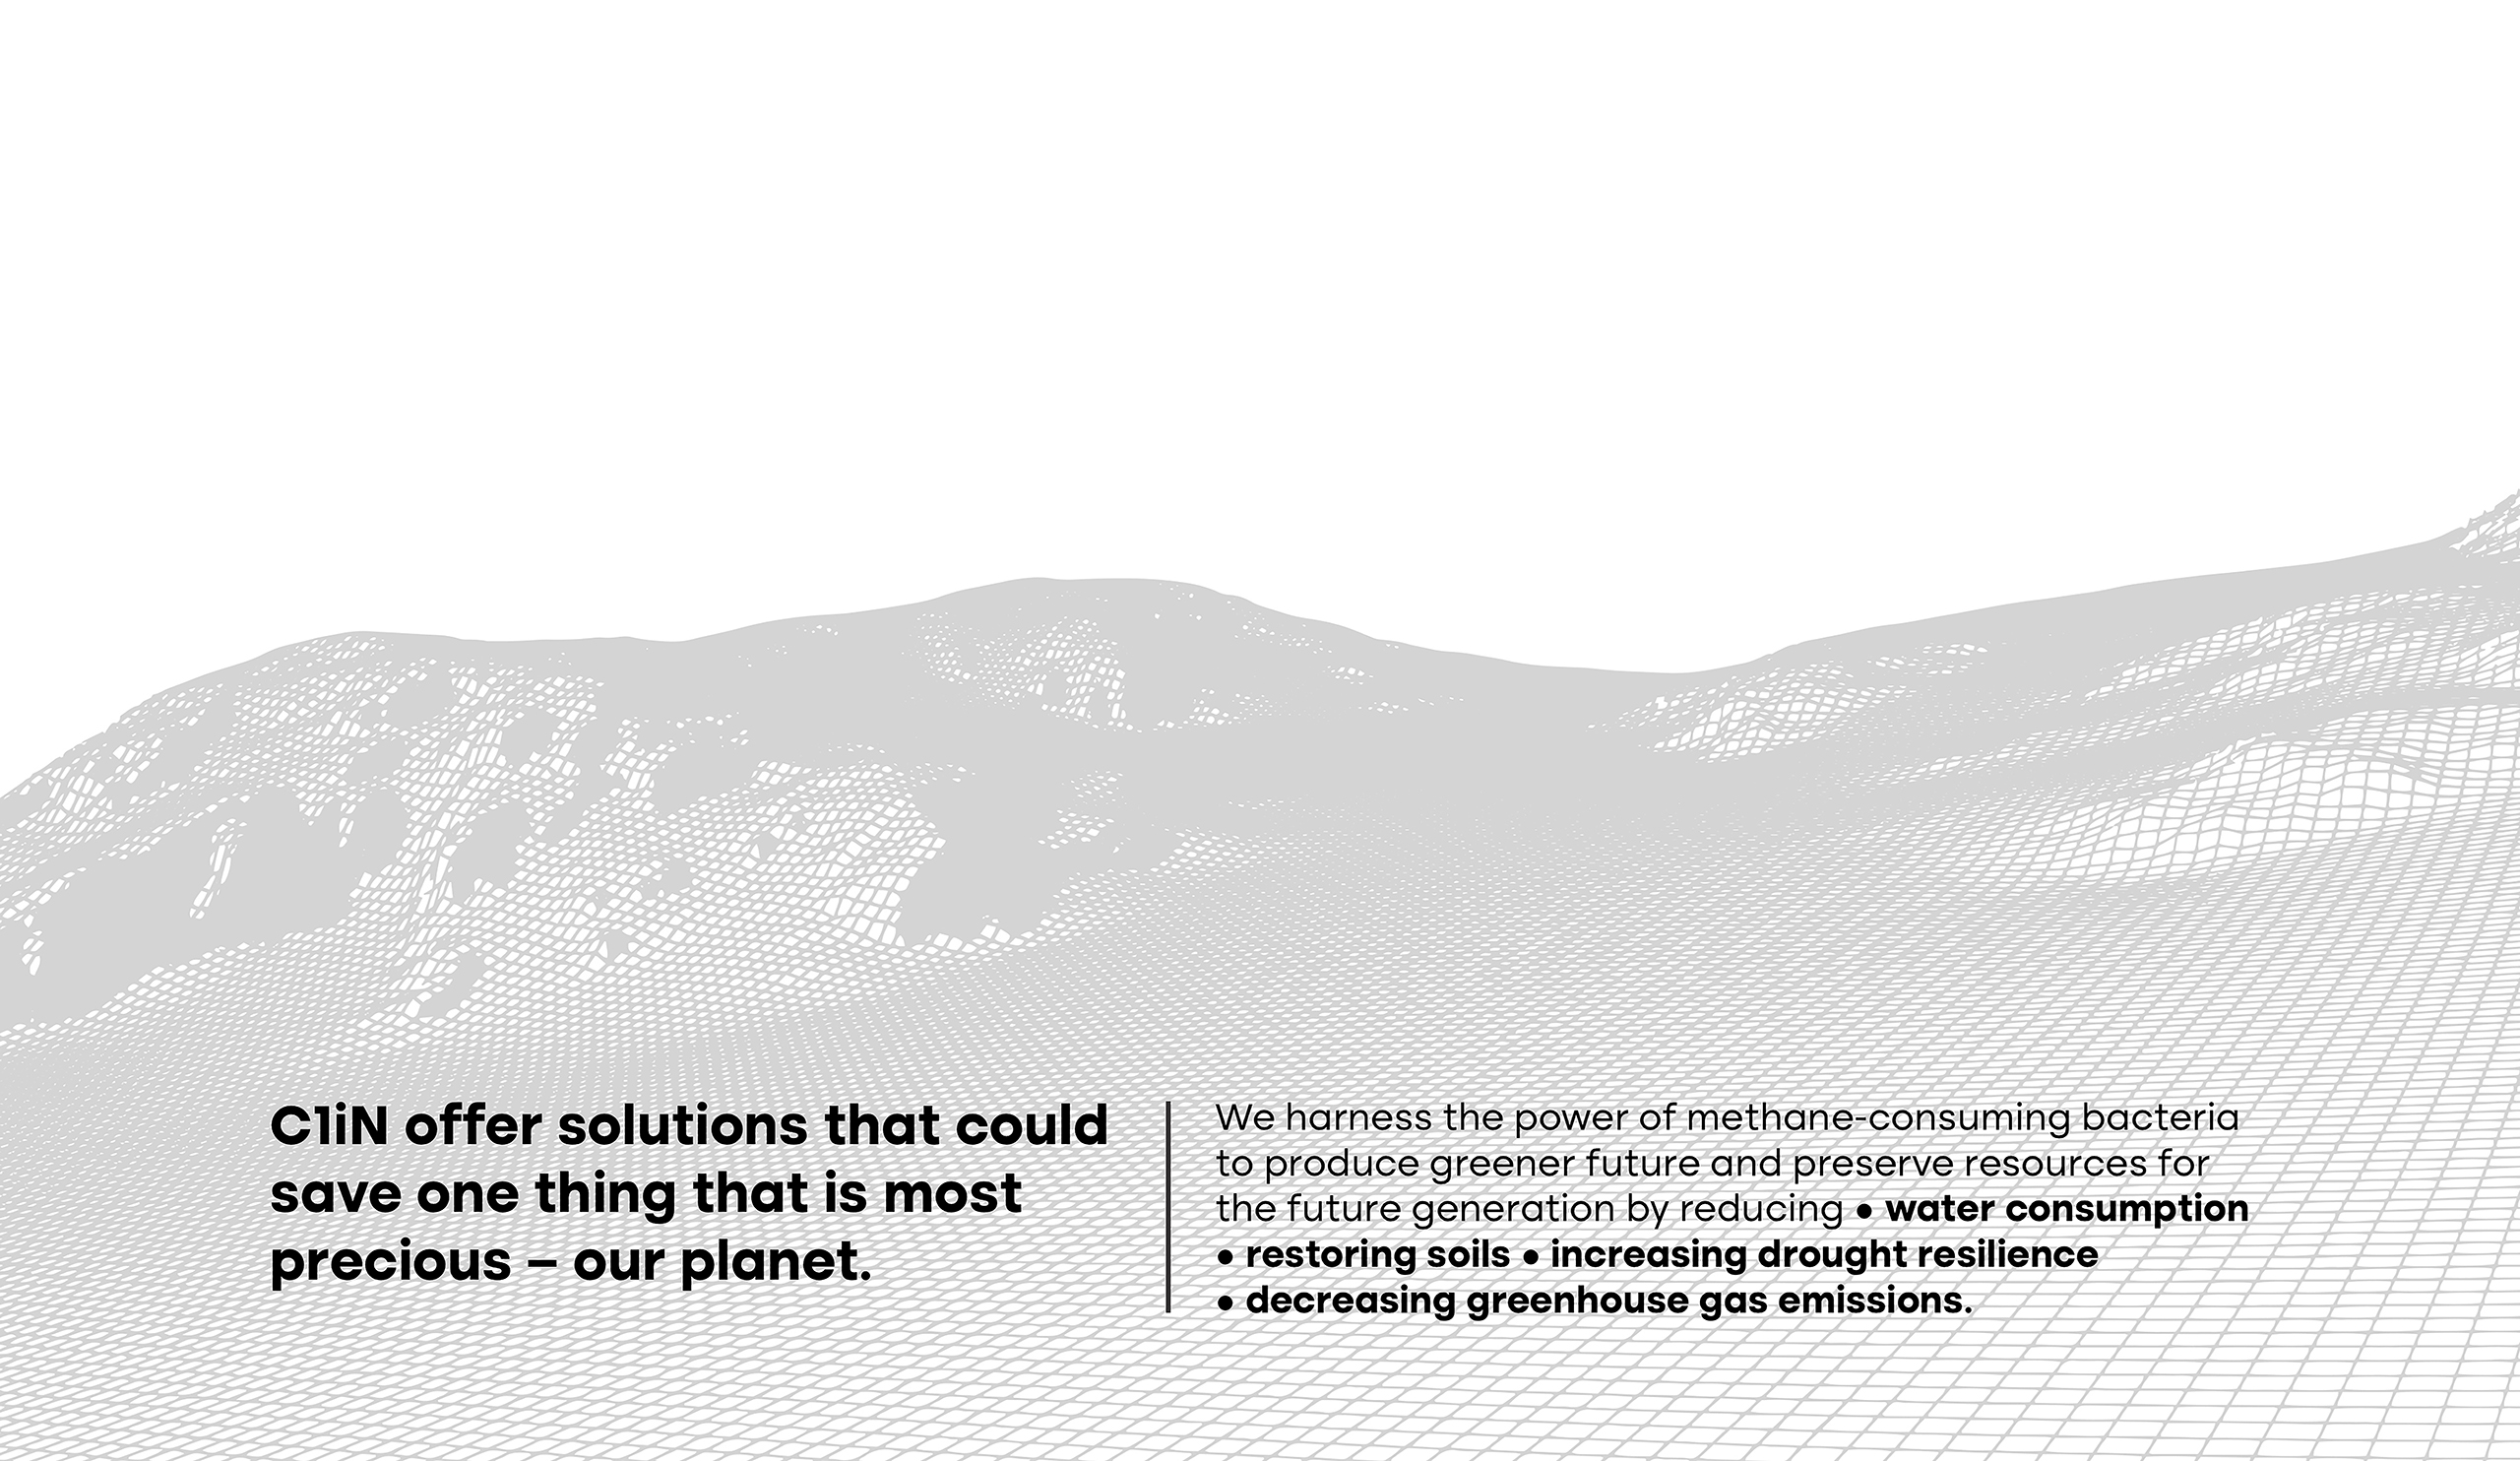 C1iN offer solutions that could
save one thing that is most
precious – our planet.
We harness the power of methane-consuming bacteria
to produce greener future and preserve resources for
the future generation by reducing • water consumption
• restoring soils • increasing drought resilience
• decreasing greenhouse gas emissions.